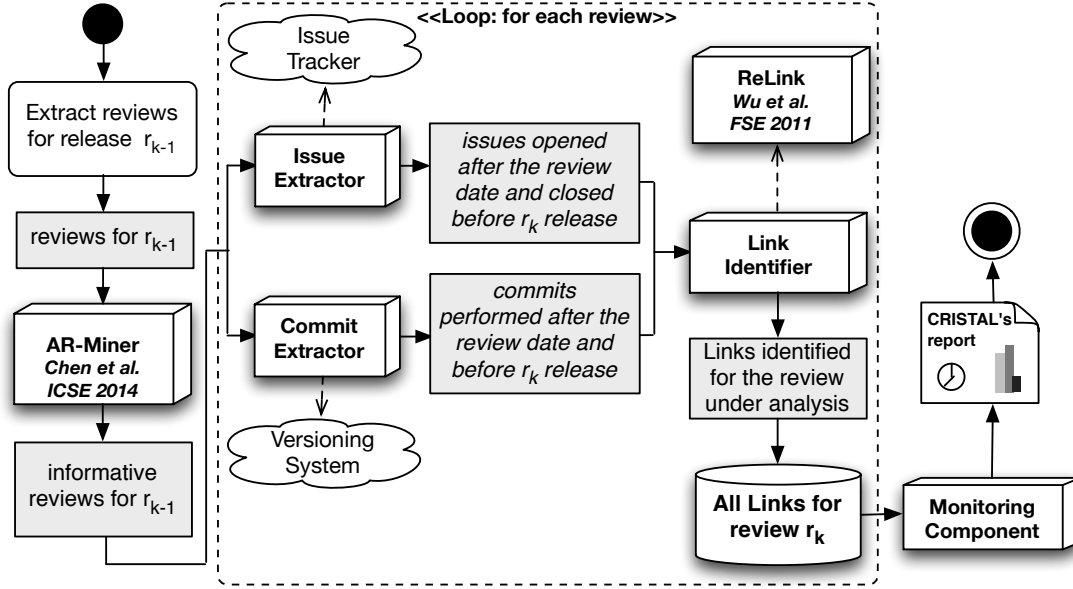 <<Loop: for each review>>
Extract reviews
for release r_{k-1}
reviews for r_{k-1}
AR-Miner
Chen et al.
ICSE 2014
informative
reviews for r_{k-1}
Issue
Tracker
Issue
Extractor
issues opened
after the review
date and closed
before r_k release
Commit
Extractor
commits
performed after the
review date and
before r_k release
Versioning
System
ReLink
Wu et al.
FSE 2011
Link
Identifier
Links identified
for the review
under analysis
All Links for
review r_k
Monitoring
Component
CRISTAL's
report